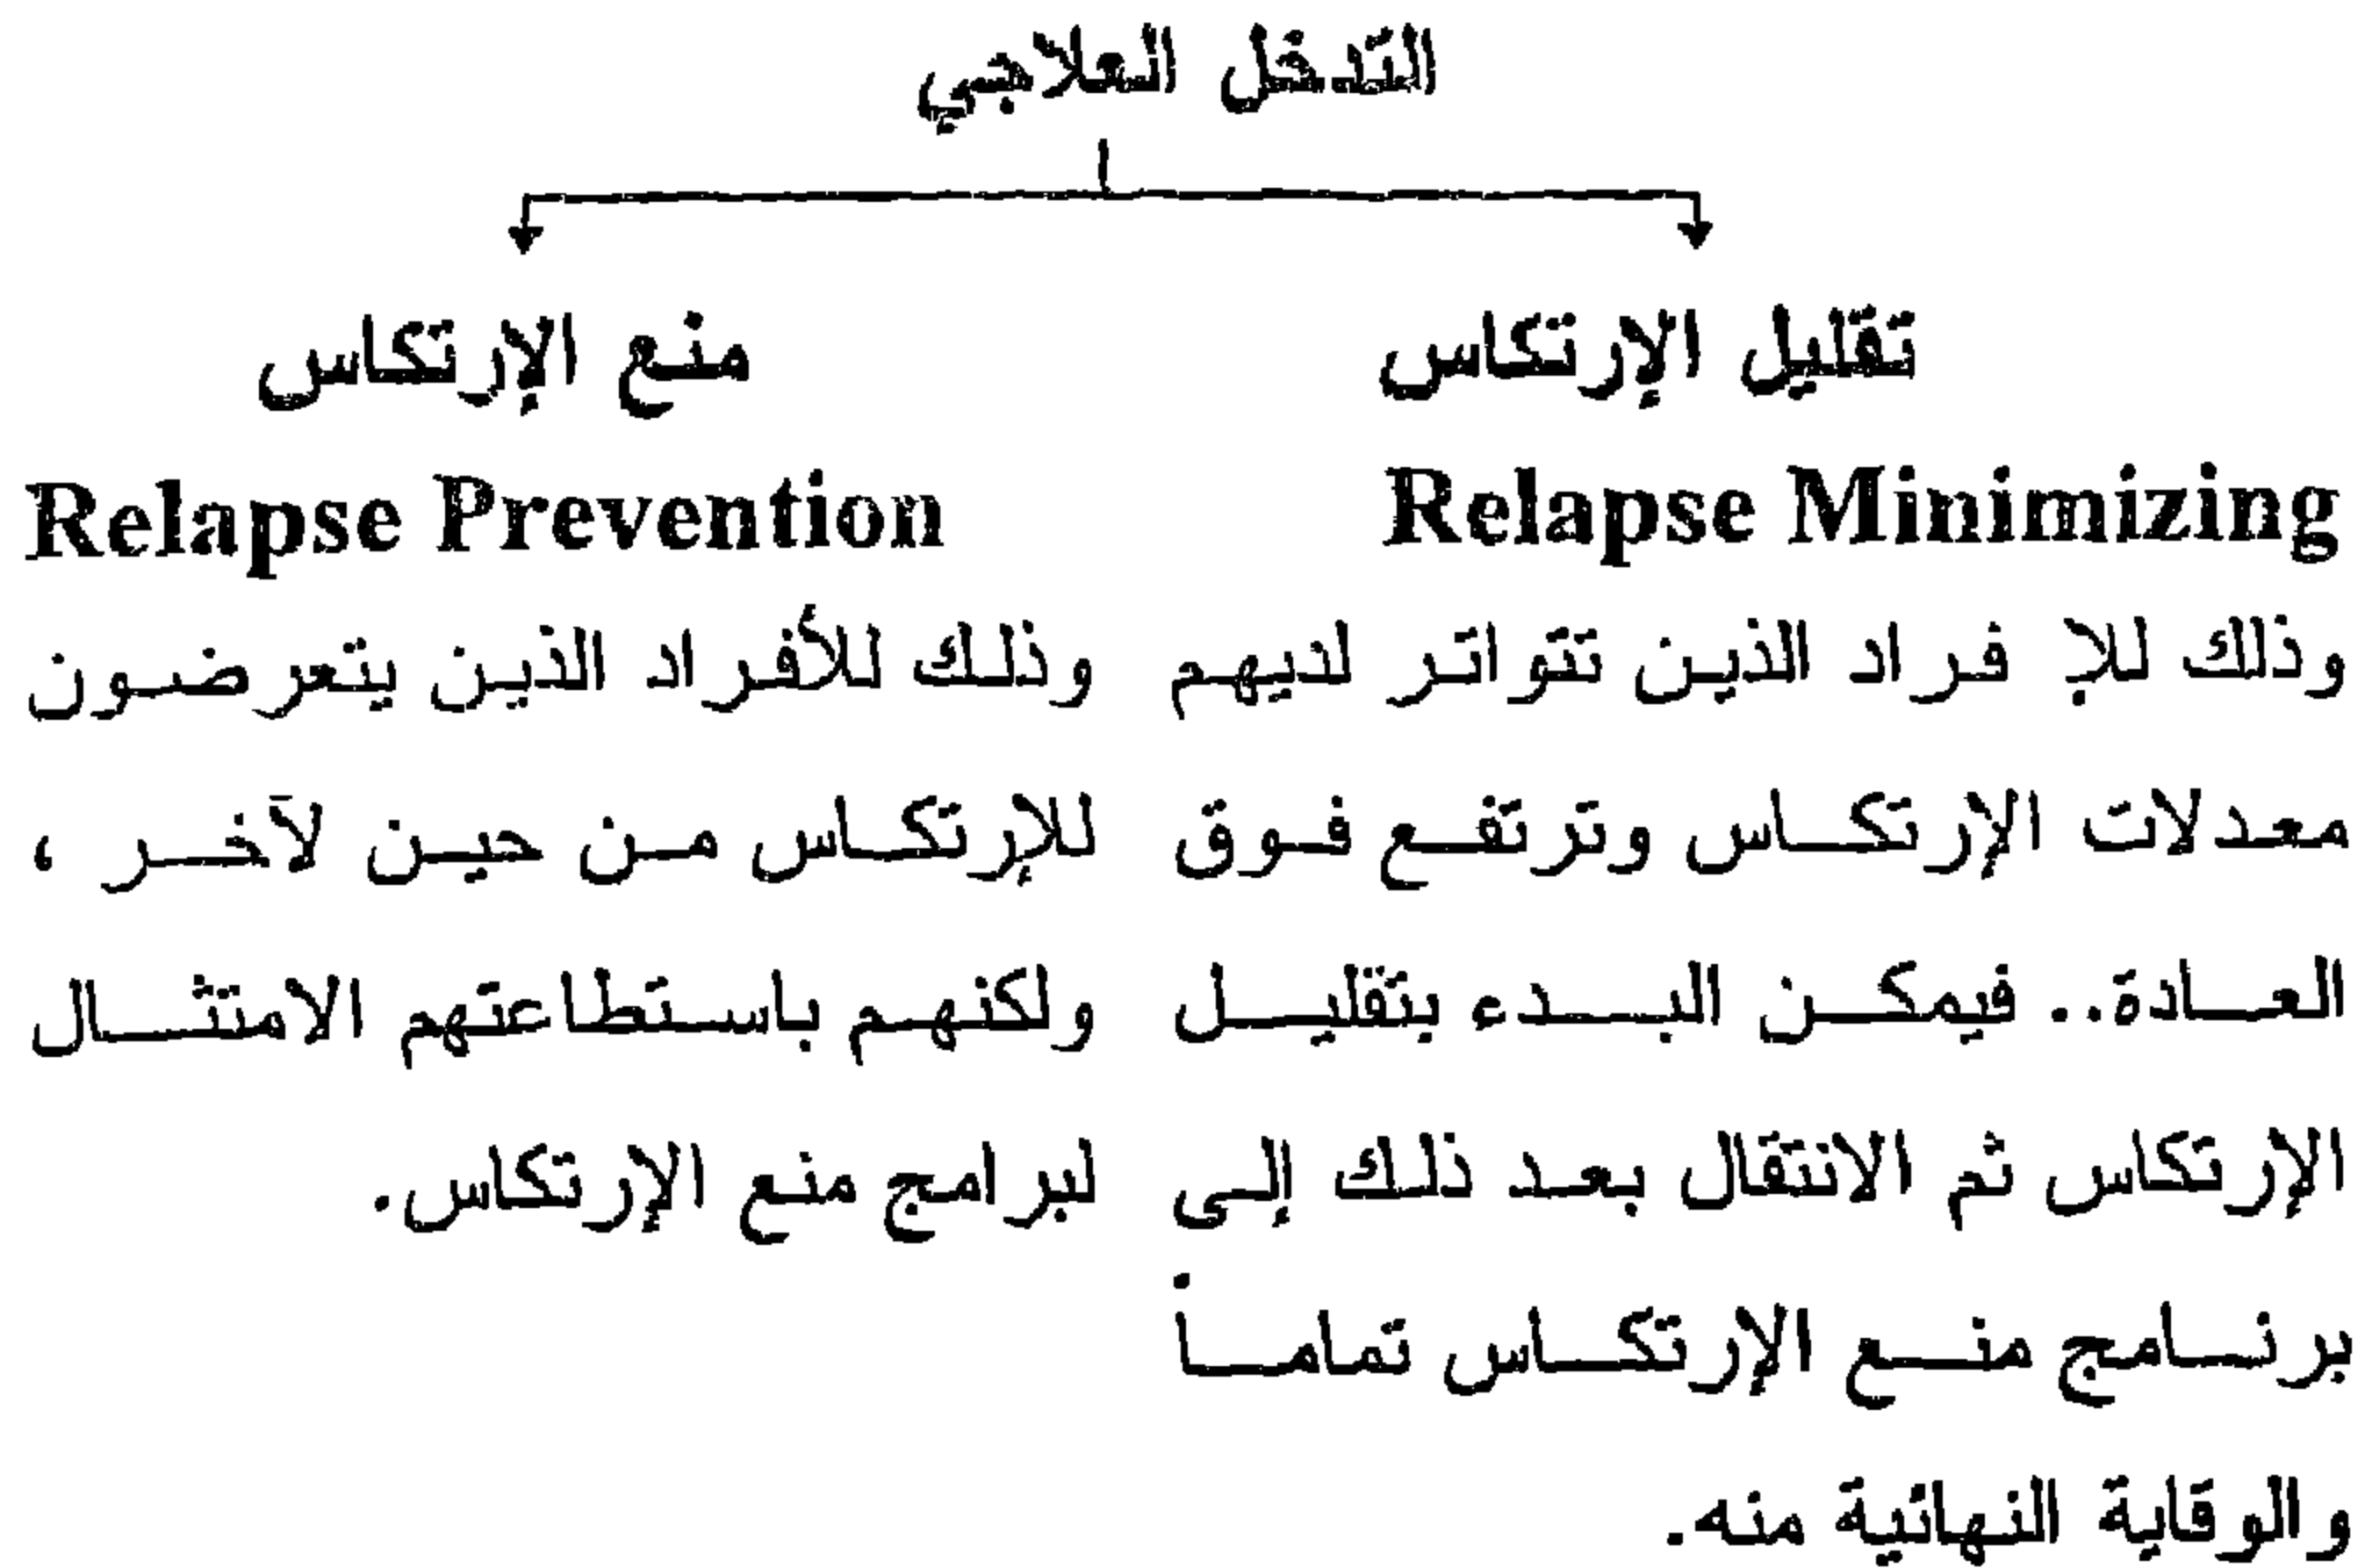 التدخل العلاجي
تقليل الإرتكاس
Relapse Minimizing
وذلك للإ فراد الذين تتواتر لديهم
معدلات الإرتكاس وترتفع فوق
العادة.. فيمكن البدء بتقليل
الإرتكاس ثم الانتقال بعد ذلك إلى
برنامج منع الإرتكاس تماماً
والوقاية النهائية منه.
منع الإرتكاس
Relapse Prevention
وذلك للأفراد الذين يتعرضون
للإرتكاس من حين لآخر ،
ولكنهم باستطاعتهم الامتثال
لبرامج منع الإرتكاس.